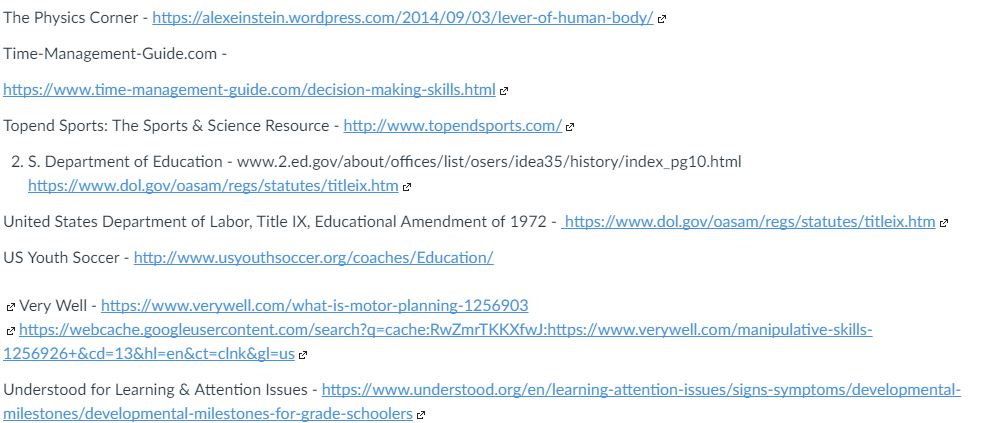 The Physics Corner - https://alexeinstein.wordpress.com/2014/09/03/lever-of-human-body/
Time-Management-Guide.com -
https://www.time-management-guide.com/decision-making-skills.html
Topend Sports: The Sports & Science Resource - http://www.topendsports.com/
2. S. Department of Education - www.2.ed.gov/about/offices/list/osers/idea35/history/index_pg10.html
https://www.dol.gov/oasam/regs/statutes/titleix.htm
United States Department of Labor, Title IX, Educational Amendment of 1972 - https://www.dol.gov/oasam/regs/statutes/titleix.htm
US Youth Soccer - http://www.usyouthsoccer.org/coaches/Education/
Very Well - https://www.verywell.com/what-is-motor-planning-1256903
https://webcache.googleusercontent.com/search?q=cache:RwZmrTKKXfwJ:https://www.verywell.com/manipulative-skills-
1256926+&cd=13&hl=en&ct=clnk&gl=us
Understood for Learning & Attention Issues - https://www.understood.org/en/learning-attention-issues/signs-symptoms/developmental-
milestones/developmental-milestones-for-grade-schoolers